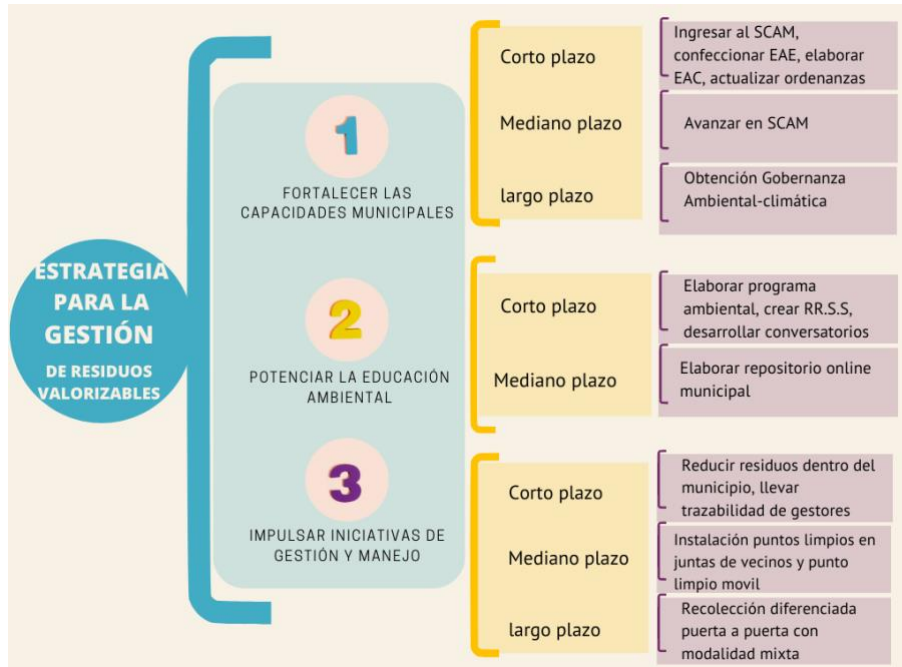 ESTRATEGIA
PARA LA
GESTIÓN
DE RESIDUOS
VALORIZABLES
1
FORTALECER LAS
CAPACIDADES MUNICIPALES
Corto plazo
Ingresar al SCAM,
confeccionar EAE, elaborar
EAC, actualizar ordenanzas
Mediano plazo
Avanzar en SCAM
largo plazo
Obtención Gobernanza
Ambiental-climática
2
POTENCIAR LA EDUCACIÓN
AMBIENTAL
Corto plazo
Elaborar programa
ambiental, crear RR.S.S,
desarrollar conversatorios
Mediano plazo
Elaborar repositorio online
municipal
3
IMPULSAR INICIATIVAS DE
GESTIÓN Y MANEJO
Corto plazo
Reducir residuos dentro del
municipio, llevar
trazabilidad de gestores
Mediano plazo
Instalación puntos limpios en
juntas de vecinos y punto
limpio movil
largo plazo
Recolección diferenciada
puerta a puerta con
modalidad mixta